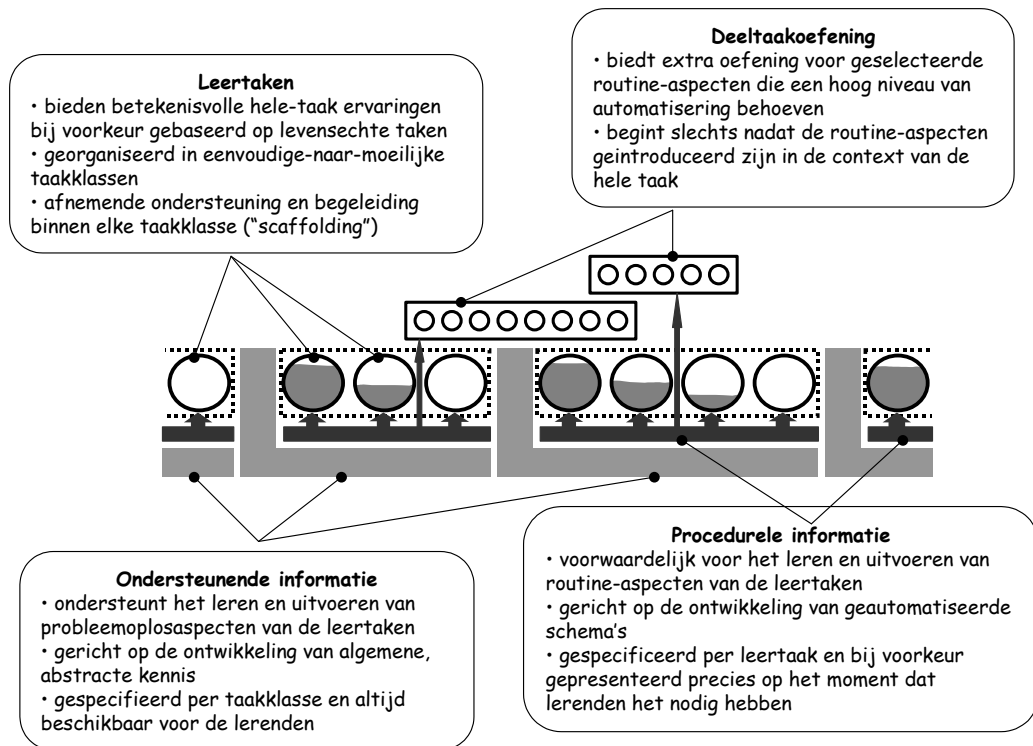 Leertaken
• bieden betekenisvolle hele-taak ervaringen
bij voorkeur gebaseerd op levensechte taken
• georganiseerd in eenvoudige-naar-moeilijke
taakklassen
• afnemende ondersteuning en begeleiding
binnen elke taakklasse (“scaffolding”)
Deeltaakoefening
• biedt extra oefening voor geselecteerde
routine-aspecten die een hoog niveau van
automatisering behoeven
• begint slechts nadat de routine-aspecten
geintroduceerd zijn in de context van de
hele taak
Ondersteunende informatie
• ondersteunt het leren en uitvoeren van
probleemoplosaspecten van de leertaken
• gericht op de ontwikkeling van algemene,
abstracte kennis
• gespecifieerd per taakklasse en altijd
beschikbaar voor de lerenden
Procedurele informatie
• voorwaardelijk voor het leren en uitvoeren van
routine-aspecten van de leertaken
• gericht op de ontwikkeling van geautomatiseerde
schema’s
• gespecificeerd per leertaak en bij voorkeur
gepresenteerd precies op het moment dat
lerenden het nodig hebben